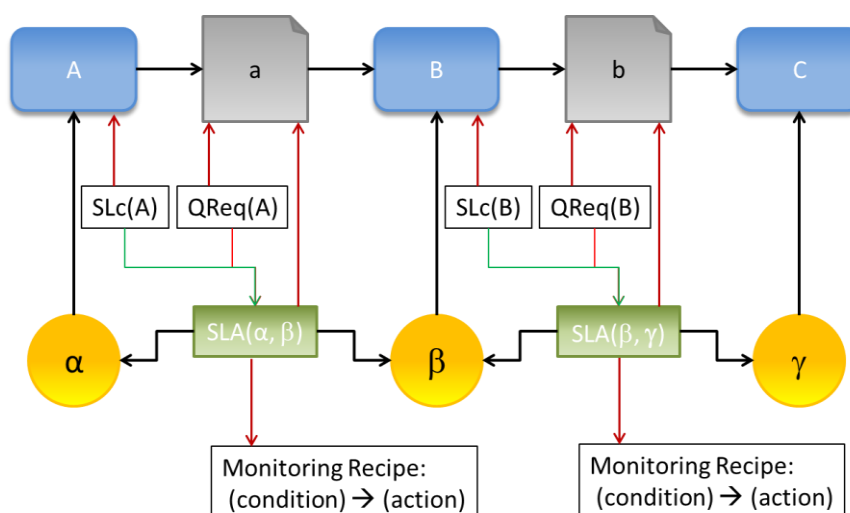 A
a
B
b
C
SLc(A)
QReq(A)
SLc(B)
QReq(B)
SLA(α, β)
SLA(β, γ)
α
β
γ
Monitoring Recipe:
(condition) → (action)
Monitoring Recipe:
(condition) → (action)